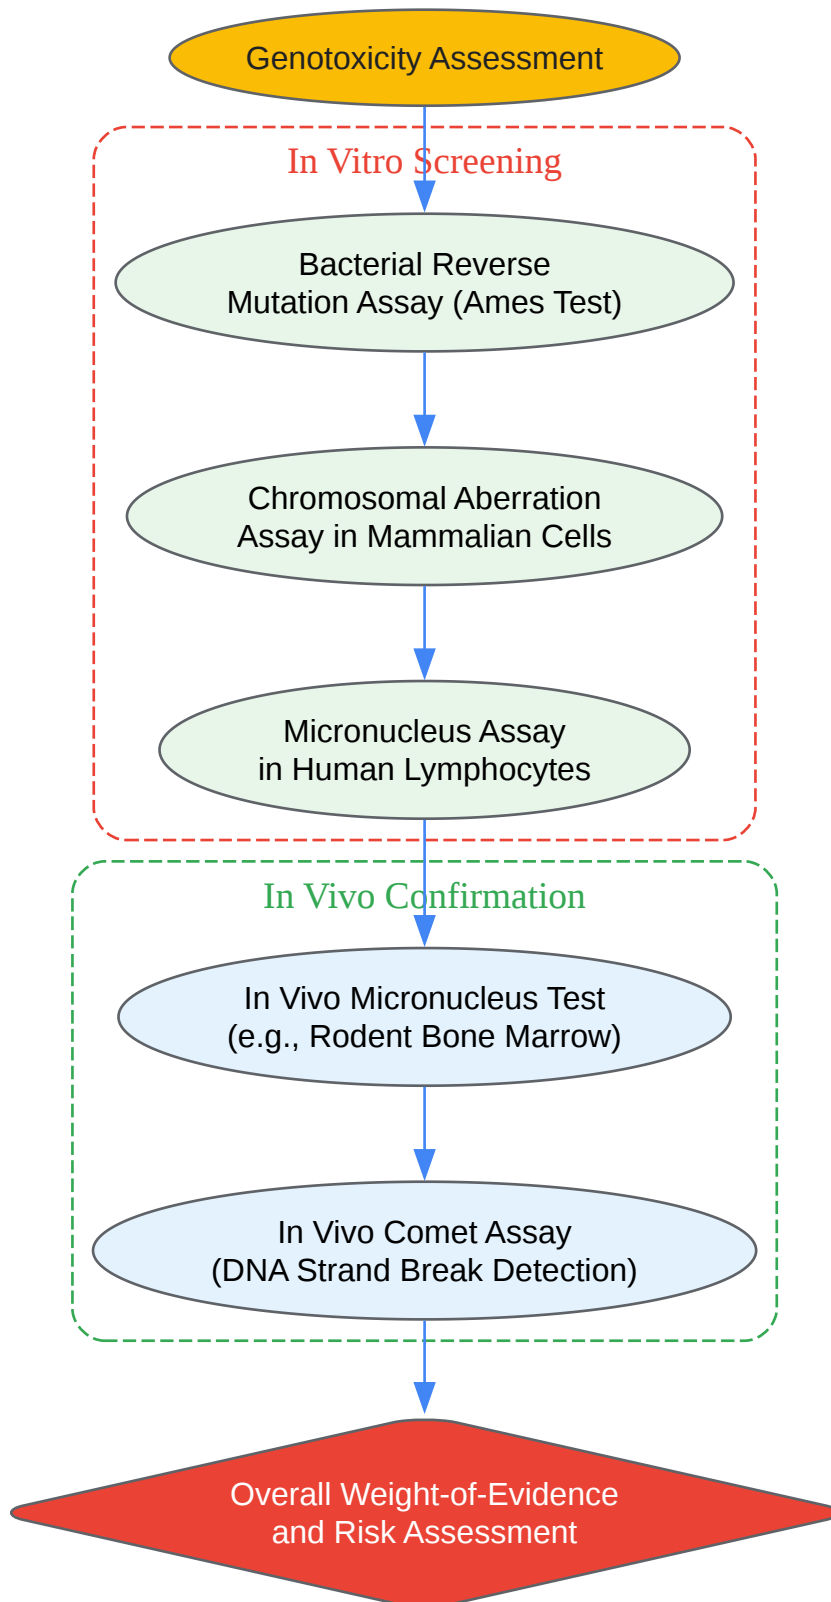 Genotoxicity Assessment
In Vitro Screening
Bacterial Reverse
Mutation Assay (Ames Test)
Chromosomal Aberration
Assay in Mammalian Cells
Micronucleus Assay
in Human Lymphocytes
In Vivo Confirmation
In Vivo Micronucleus Test
(e.g., Rodent Bone Marrow)
In Vivo Comet Assay
(DNA Strand Break Detection)
Overall Weight-of-Evidence
and Risk Assessment